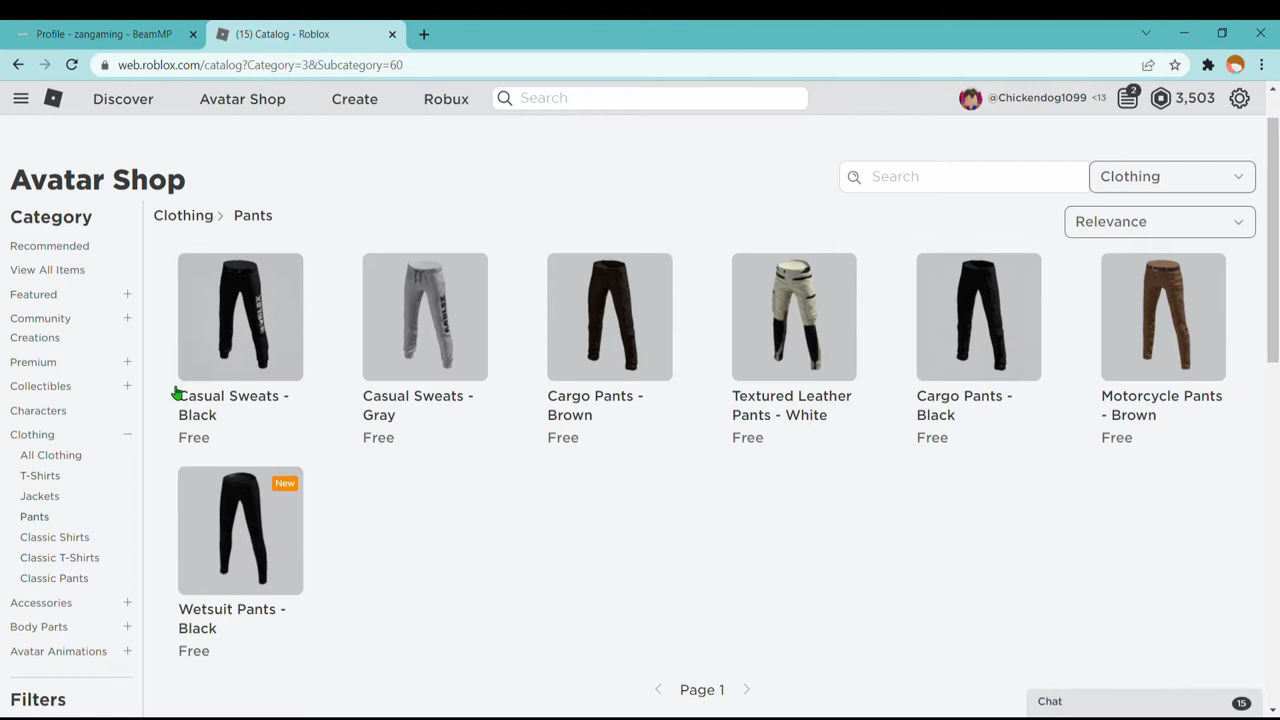 Profile - zangaming - BeamMP
(15) Catalog - Roblox
web.roblox.com/catalog?Category=3&Subcategory=60
Discover
Avatar Shop
Create
Robux
Search
@Chickendog1099 <13
2
3,503
Avatar Shop
Search
Clothing
Category
Clothing > Pants
Relevance
Recommended
View All Items
Featured
Community
Creations
Premium
Collectibles
Characters
Clothing
All Clothing
T-Shirts
Jackets
Pants
Classic Shirts
Classic T-Shirts
Classic Pants
Accessories
Body Parts
Avatar Animations
Filters
Casual Sweats -
Black
Free
Casual Sweats -
Gray
Free
Cargo Pants -
Brown
Free
Textured Leather
Pants - White
Free
Cargo Pants -
Black
Free
Motorcycle Pants
- Brown
Free
New
Wetsuit Pants -
Black
Free
Page 1
Chat
15